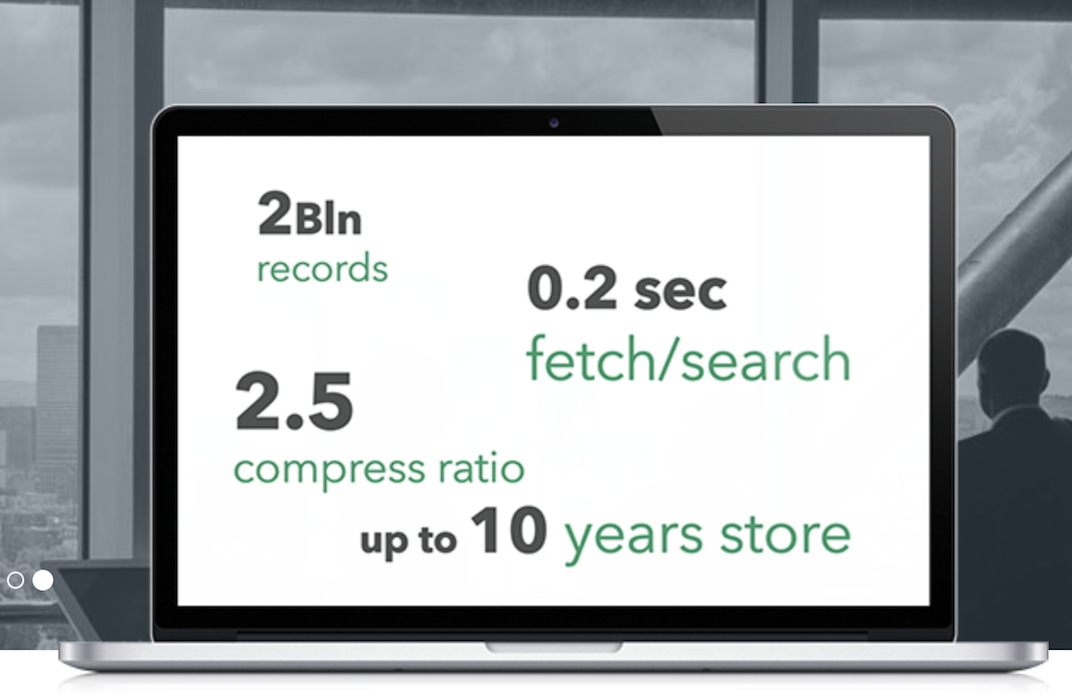 2Bln
records
0.2 sec
fetch/search
2.5
compress ratio
up to 10 years store